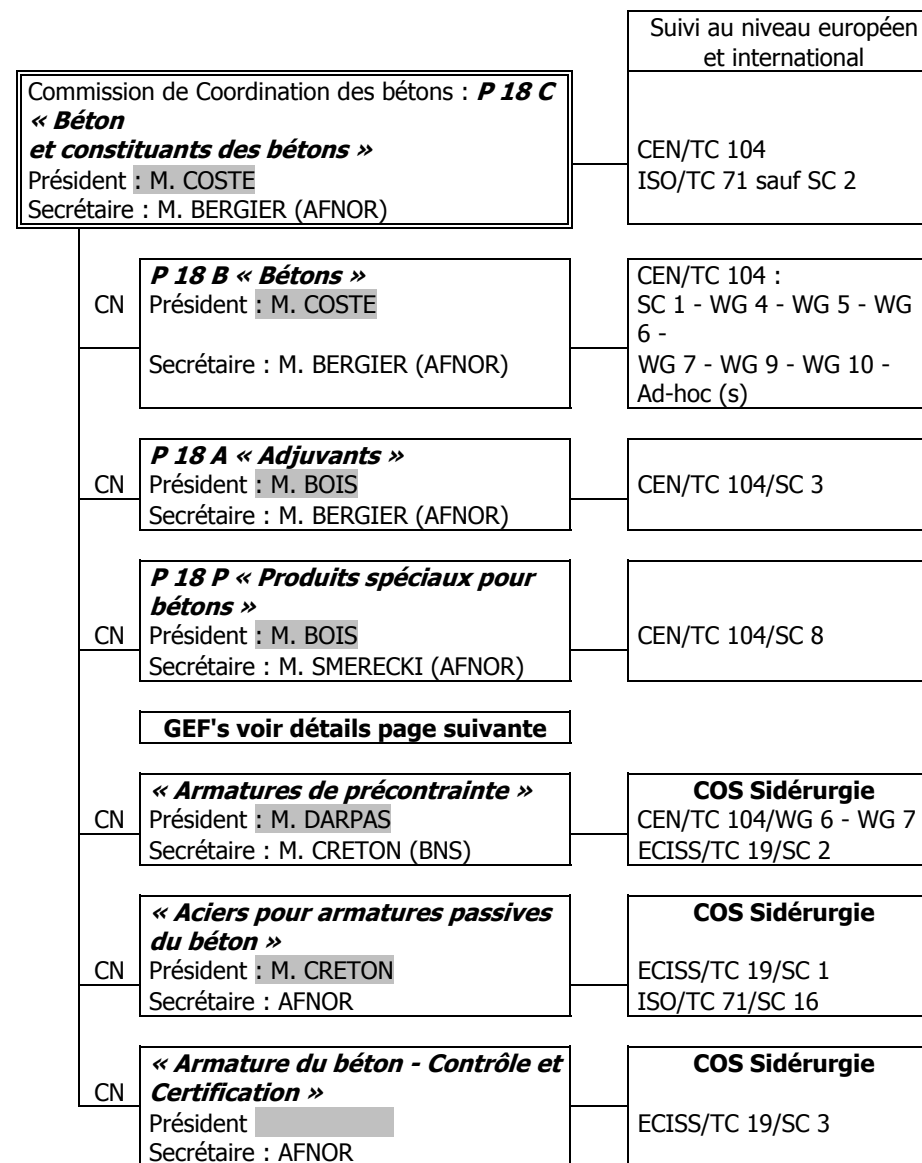 Suivi au niveau européen
et international
Commission de Coordination des bétons : P 18 C
« Béton
et constituants des bétons »
Président : M. COSTE
Secrétaire : M. BERGIER (AFNOR)
CEN/TC 104
ISO/TC 71 sauf SC 2
CN
P 18 B « Bétons »
Président : M. COSTE
Secrétaire : M. BERGIER (AFNOR)
CEN/TC 104 :
SC 1 - WG 4 - WG 5 - WG
6 -
WG 7 - WG 9 - WG 10 -
Ad-hoc (s)
CN
P 18 A « Adjuvants »
Président : M. BOIS
Secrétaire : M. BERGIER (AFNOR)
CEN/TC 104/SC 3
CN
P 18 P « Produits spéciaux pour
bétons »
Président : M. BOIS
Secrétaire : M. SMERECKI (AFNOR)
CEN/TC 104/SC 8
GEF's voir détails page suivante
CN
« Armatures de précontrainte »
Président : M. DARPAS
Secrétaire : M. CRETON (BNS)
COS Sidérurgie
CEN/TC 104/WG 6 - WG 7
ECISS/TC 19/SC 2
CN
« Aciers pour armatures passives
du béton »
Président : M. CRETON
Secrétaire : AFNOR
COS Sidérurgie
ECISS/TC 19/SC 1
ISO/TC 71/SC 16
CN
« Armature du béton - Contrôle et
Certification »
Président
Secrétaire : AFNOR
COS Sidérurgie
ECISS/TC 19/SC 3